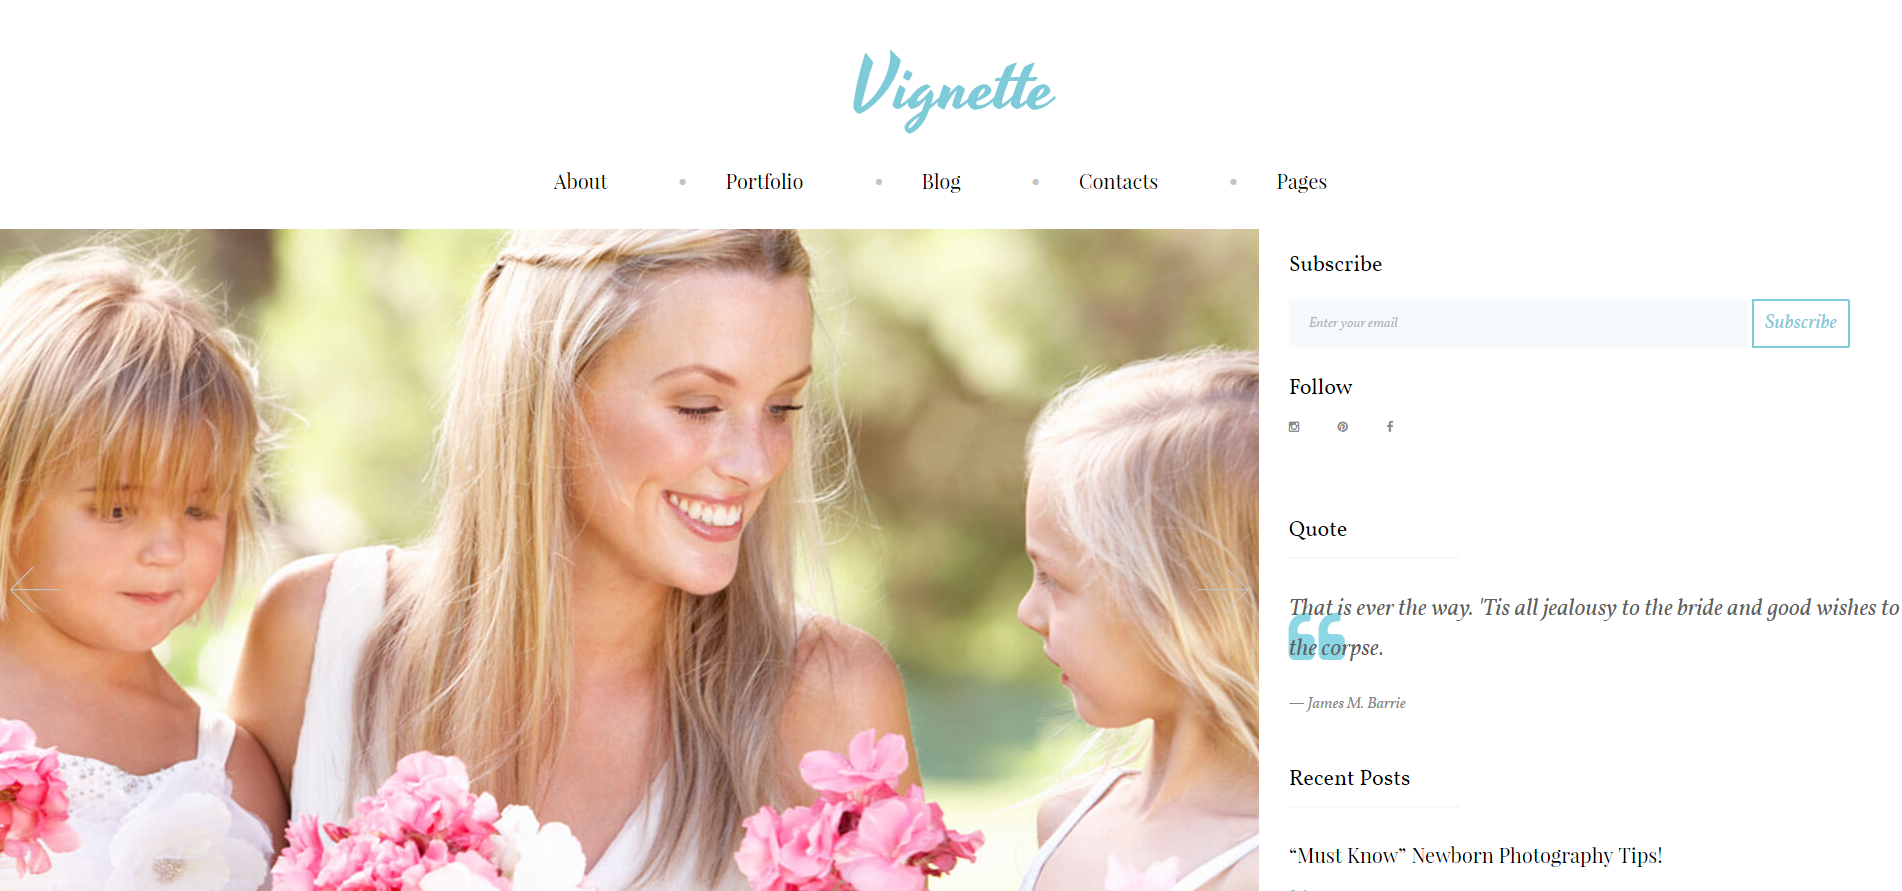 Vignette
About
Portfolio
Blog
Contacts
Pages
Subscribe
Enter your email
Subscribe
Follow
Quote
That is ever the way. 'Tis all jealousy to the bride and good wishes to
the corpse.
— James M. Barrie
Recent Posts
“Must Know” Newborn Photography Tips!